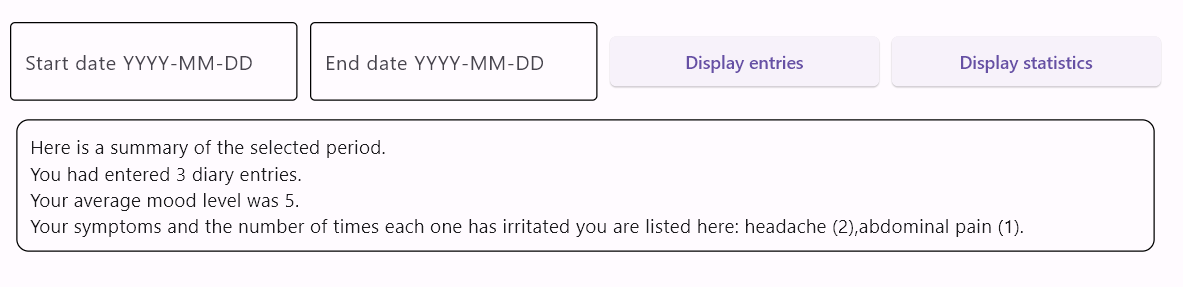 Start date YYYY-MM-DD
End date YYYY-MM-DD
Display entries
Display statistics
Here is a summary of the selected period.
You had entered 3 diary entries.
Your average mood level was 5.
Your symptoms and the number of times each one has irritated you are listed here: headache (2),abdominal pain (1).